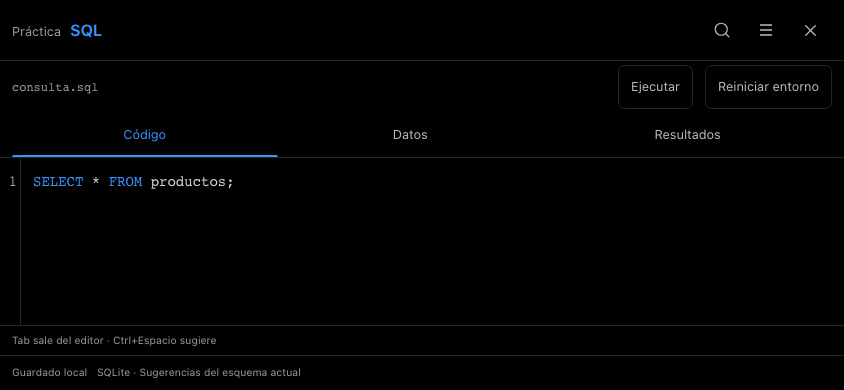 Práctica SQL
consulta.sql
Ejecutar
Reiniciar entorno
Código
Datos
Resultados
1 SELECT * FROM productos;
Tab sale del editor · Ctrl+Espacio sugiere
Guardado local SQLite · Sugerencias del esquema actual